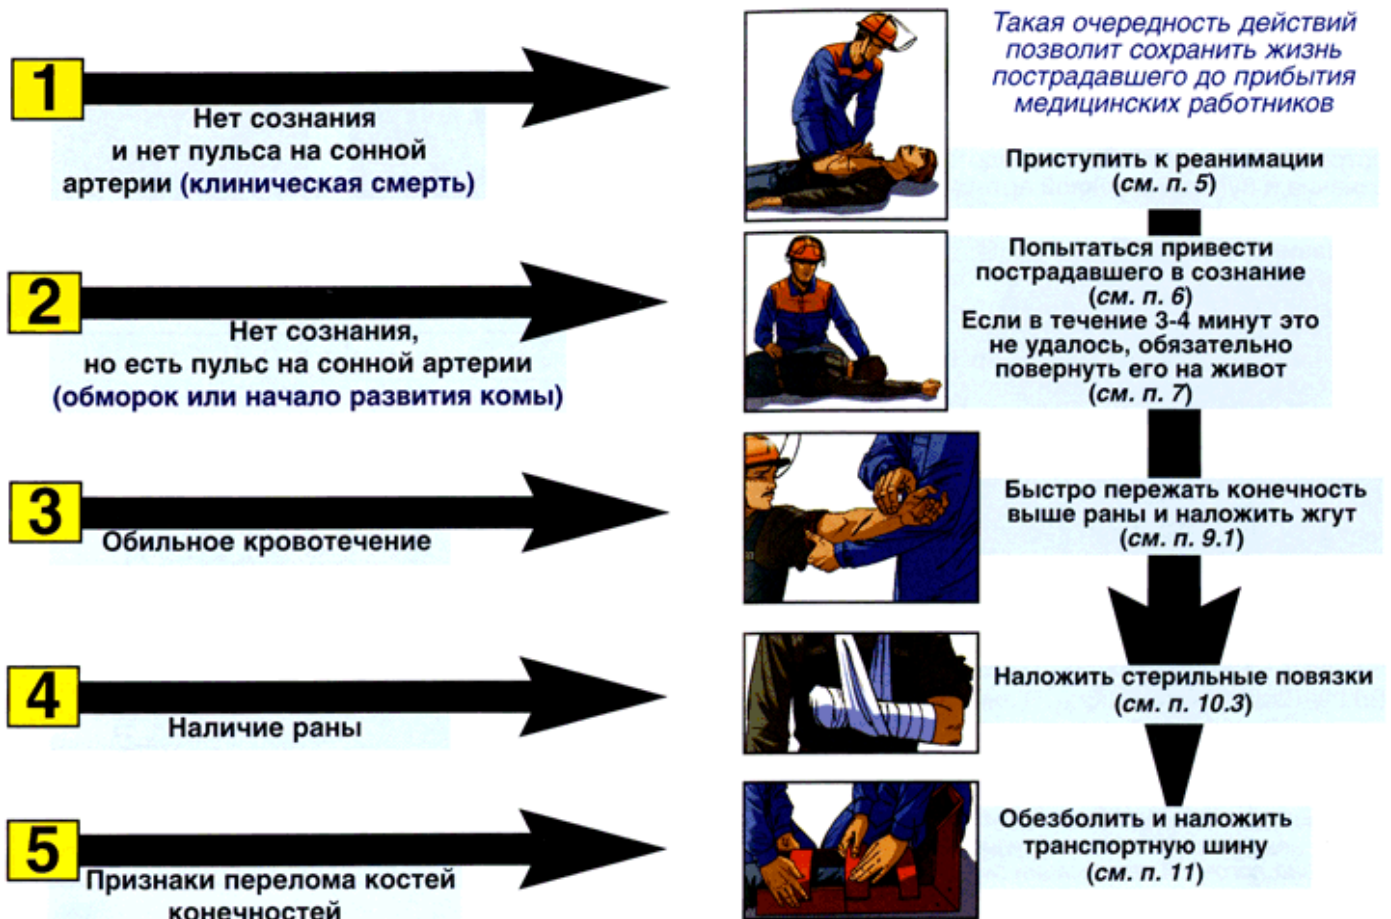 Такая очередность действий
позволит сохранить жизнь
пострадавшего до прибытия
медицинских работников
1
Нет сознания
и нет пульса на сонной
артерии (клиническая смерть)
Приступить к реанимации
(см. п. 5)
2
Нет сознания,
но есть пульс на сонной артерии
(обморок или начало развития комы)
Попытаться привести
пострадавшего в сознание
(см. п. 6)
Если в течение 3-4 минут это
не удалось, обязательно
повернуть его на живот
(см. п. 7)
3
Обильное кровотечение
Быстро пережать конечность
выше раны и наложить жгут
(см. п. 9.1)
4
Наличие раны
Наложить стерильные повязки
(см. п. 10.3)
5
Признаки перелома костей
конечностей
Обезболить и наложить
транспортную шину
(см. п. 11)